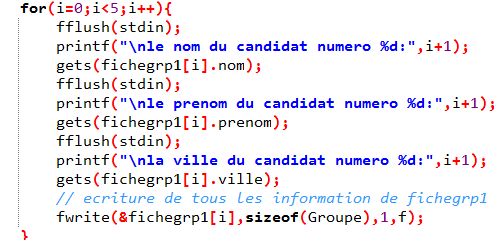 for(i=0;i<5;i++){
fflush(stdin);
printf("\nle nom du candidat numero %d:",i+1);
gets(fichegrp1[i].nom);
fflush(stdin);
printf("\nle prenom du candidat numero %d:",i+1);
gets(fichegrp1[i].prenom);
fflush(stdin);
printf("\nla ville du candidat numero %d:",i+1);
gets(fichegrp1[i].ville);
// ecriture de tous les information de fichegrp1
fwrite(&fichegrp1[i],sizeof(Groupe),1,f);
}